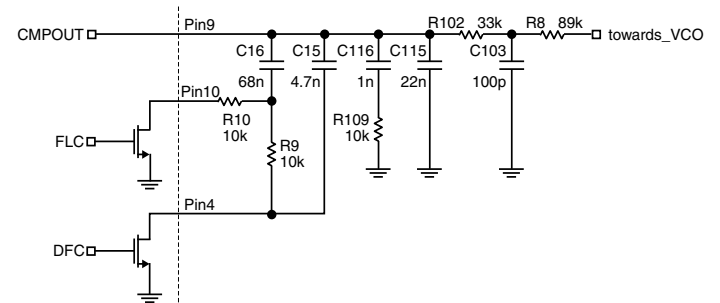 CMPOUT
Pin9
R102 33k
R8 89k
towards_VCO
C16
C15
C116
C115
C103
68n
4.7n
1n
22n
100p
Pin10
R10
10k
R109
10k
FLC
R9
10k
Pin4
DFC